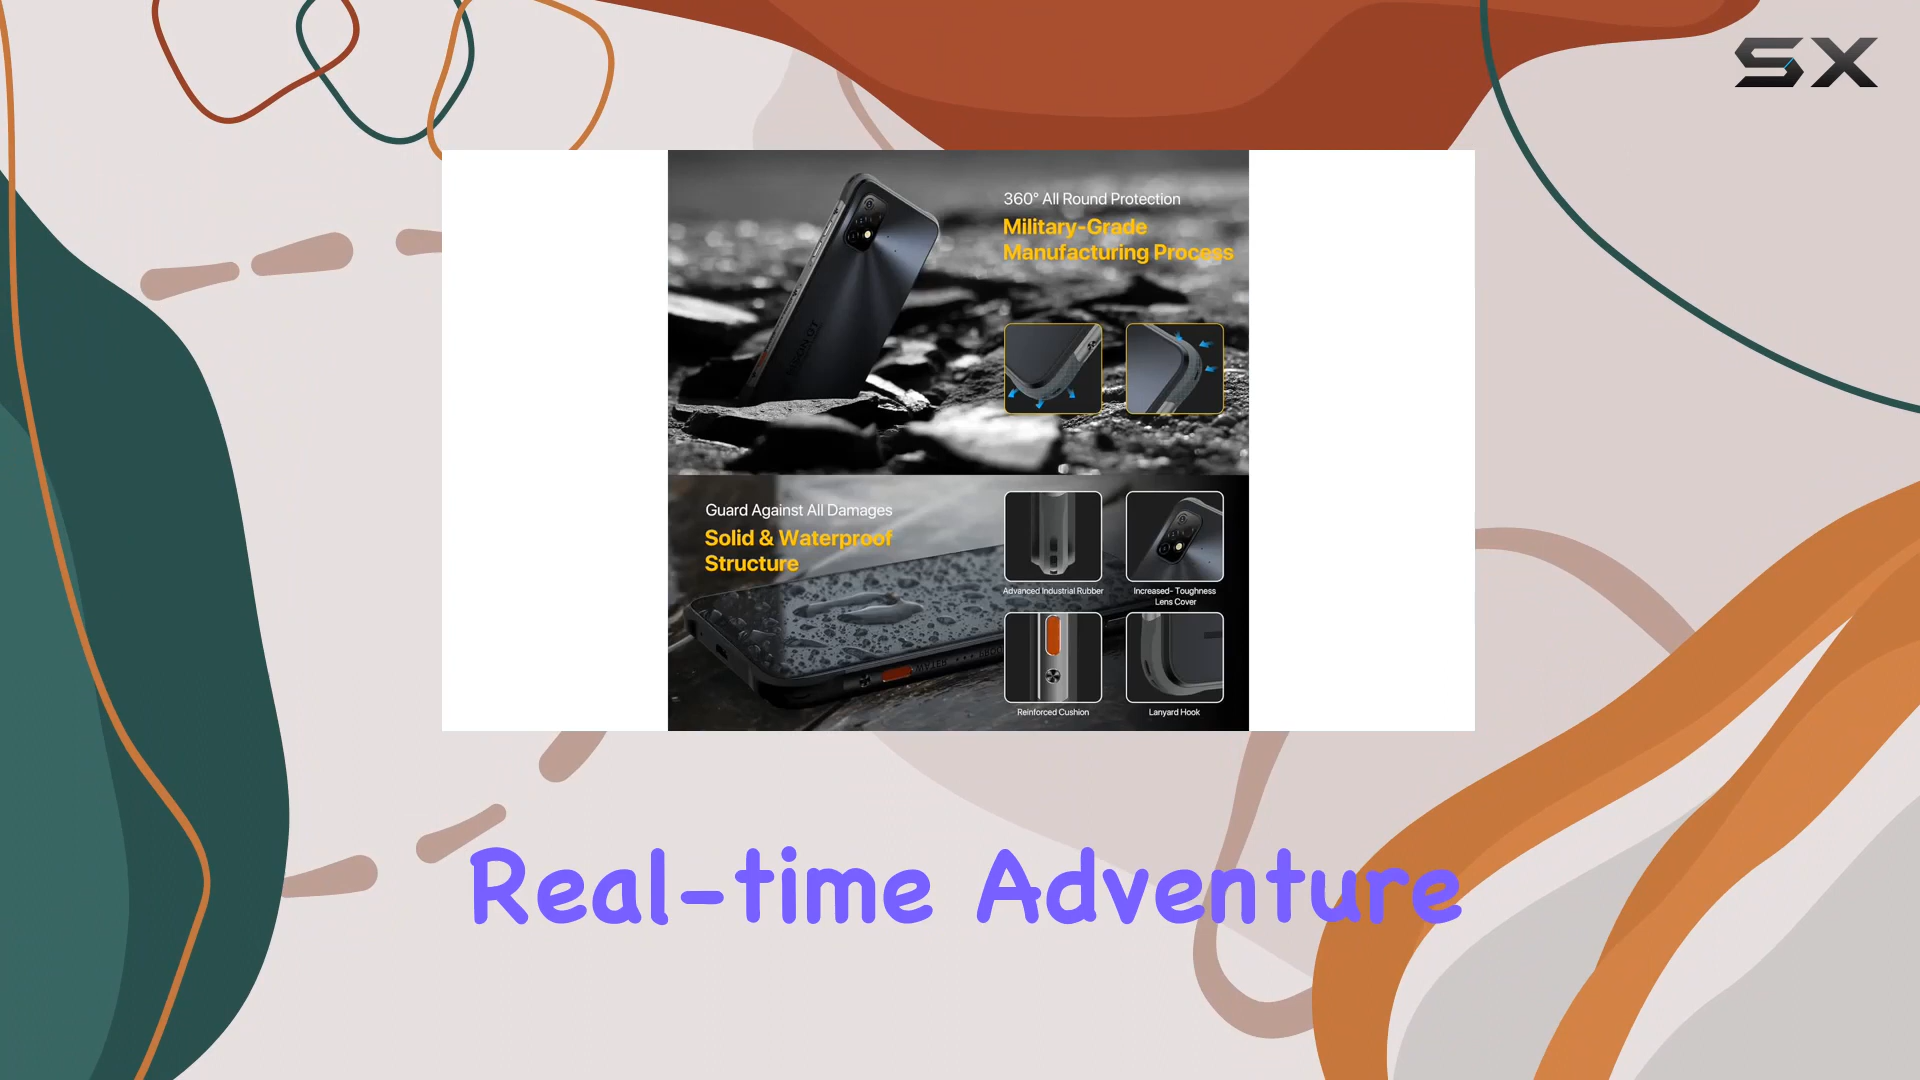 SX
360° All Round Protection
Military-Grade
Manufacturing Process
Guard Against All Damages
Solid & Waterproof
Structure
Advanced Industrial Rubber
Increased- Toughness
Lens Cover
Reinforced Cushion
Lanyard Hook
Real-time Adventure